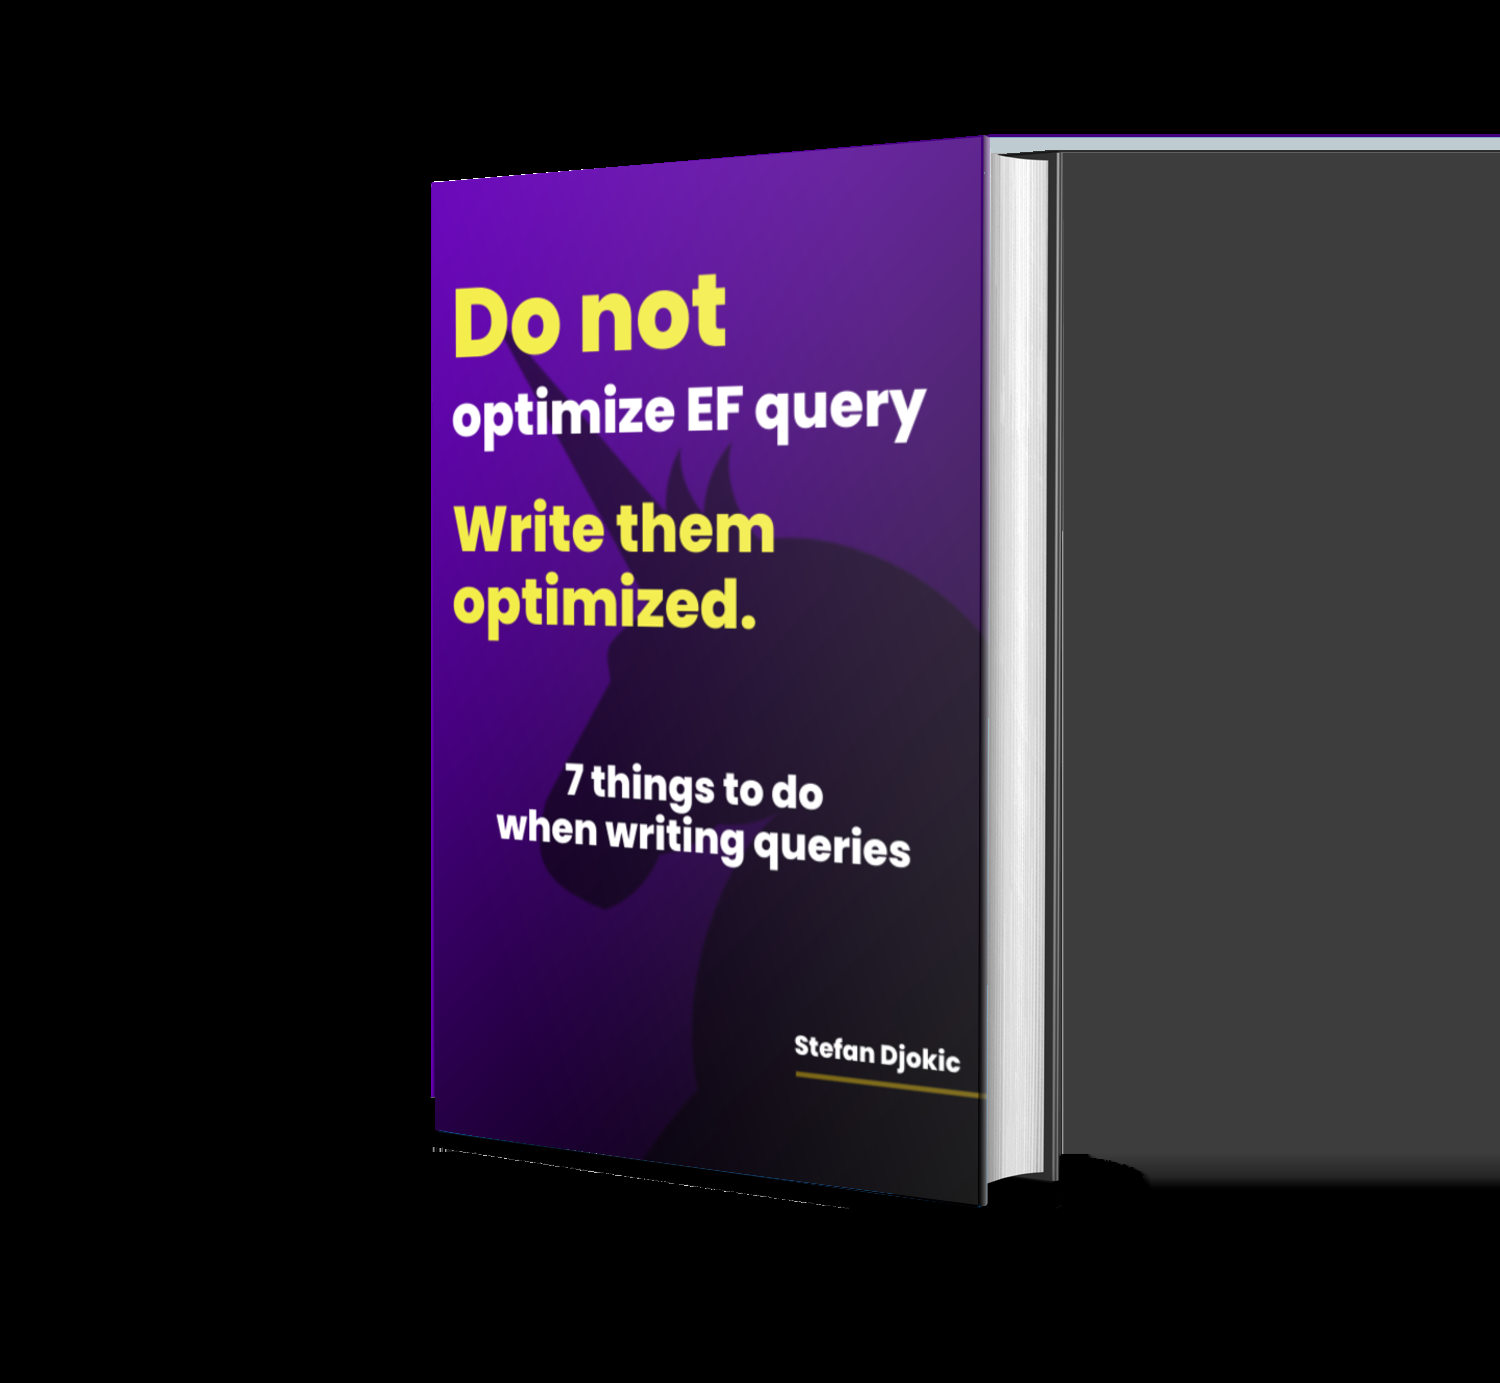 Do not
optimize EF query
Write them
optimized.
7 things to do
when writing queries
Stefan Djokic